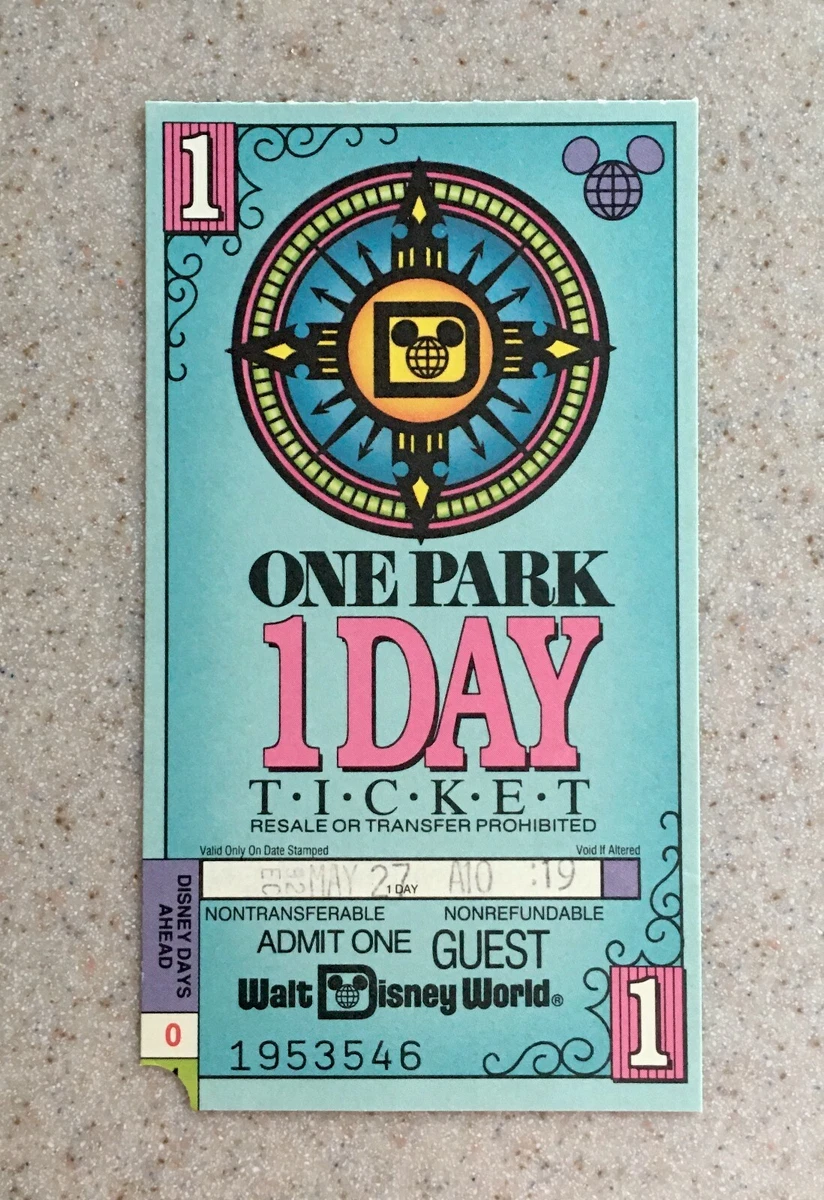 1
ONE PARK
1 DAY
T·I·C·K·E·T
RESALE OR TRANSFER PROHIBITED
Valid Only On Date Stamped Void If Altered
MAY 27 A10 :19
1 DAY
NONTRANSFERABLE NONREFUNDABLE
ADMIT ONE GUEST
Walt Disney World®
1953546
1
DISNEY DAYS
AHEAD
0